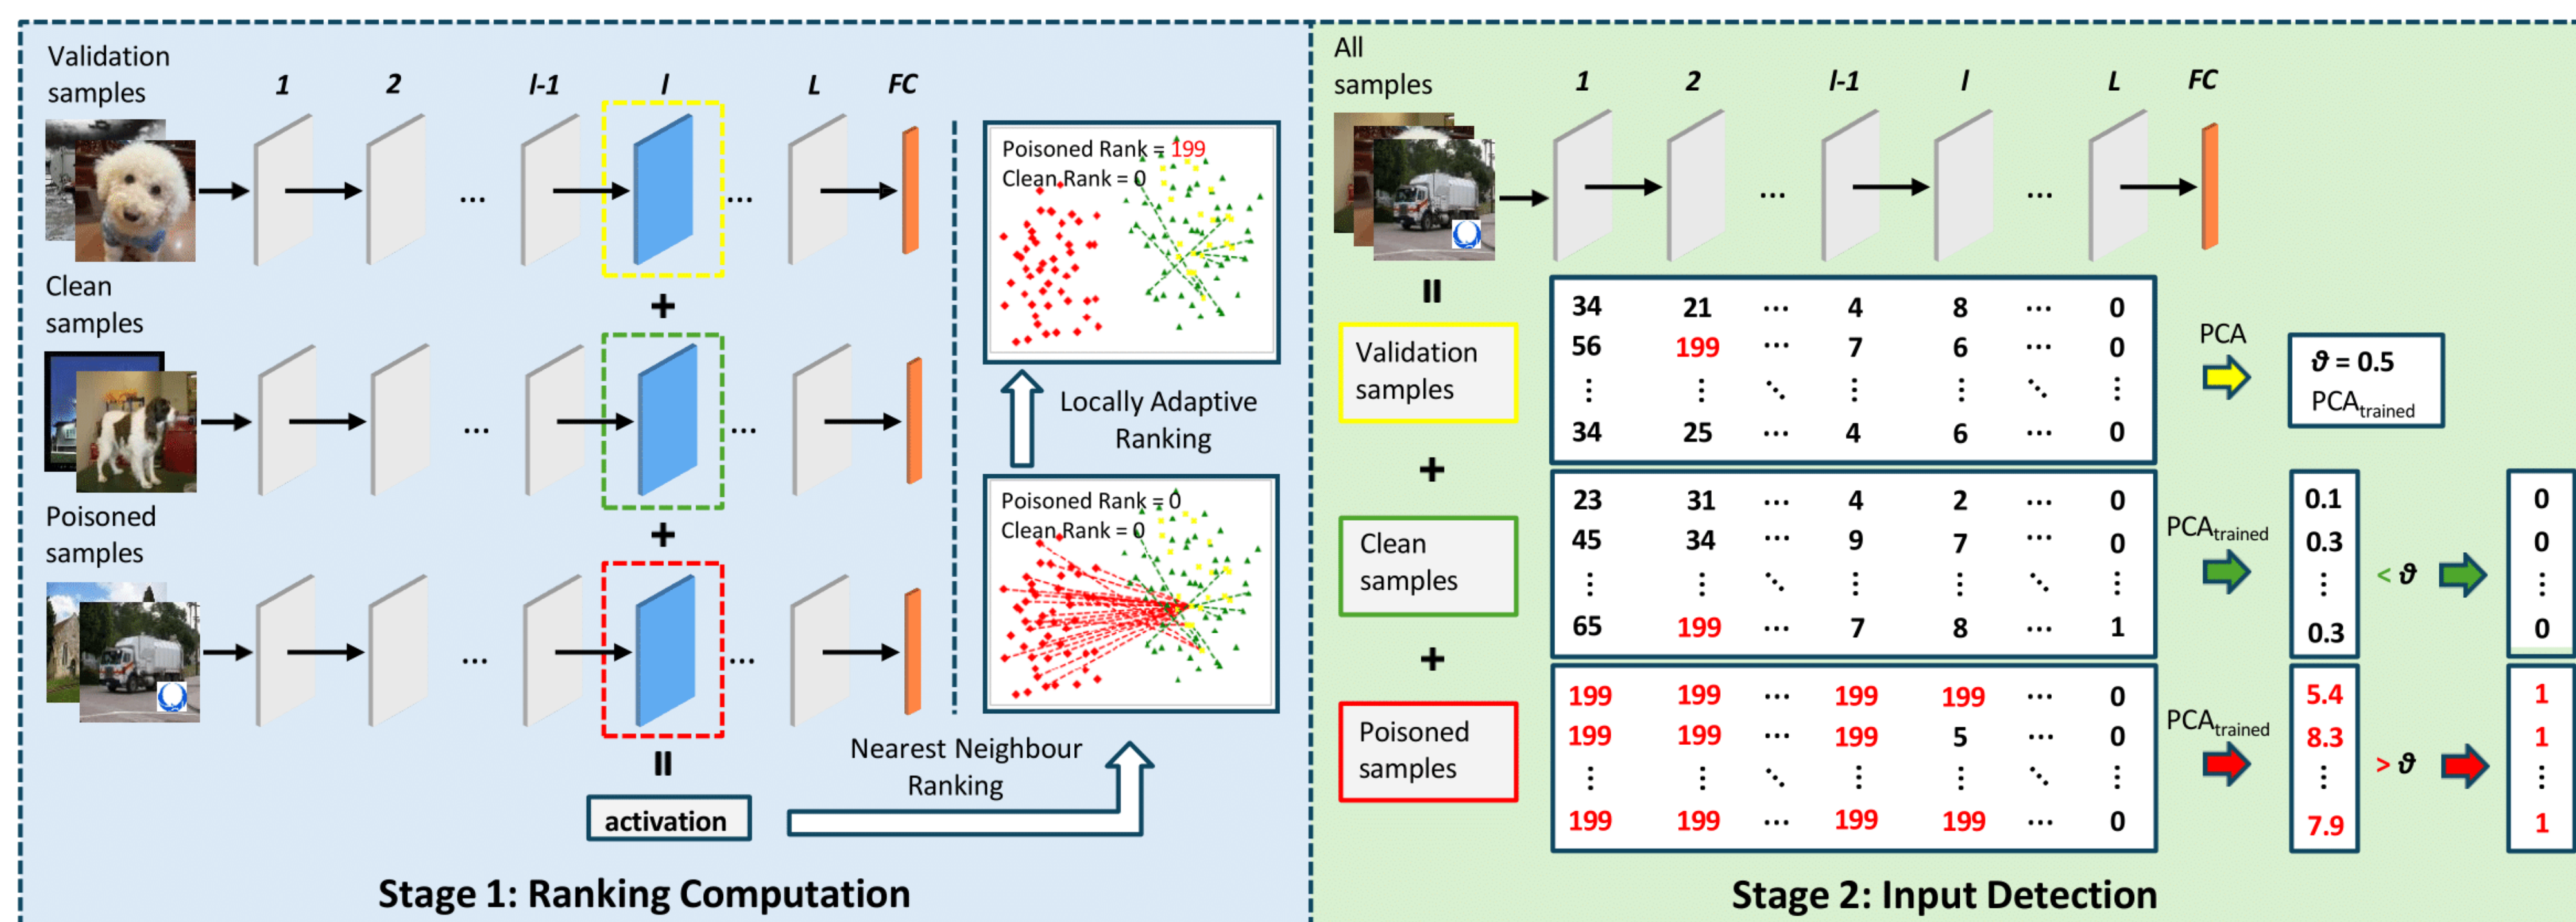 Validation
samples
1 2 ... l-1 l ... L FC
+
Clean
samples
+
Poisoned
samples
=
activation
Nearest Neighbour
Ranking
Poisoned Rank = 0
Clean Rank = 0
Locally Adaptive
Ranking
Poisoned Rank = 199
Clean Rank = 0
Stage 1: Ranking Computation
All
samples
1 2 ... l-1 l ... L FC
=
Validation
samples
34 21 ... 4 8 ... 0
56 199 ... 7 6 ... 0
⋮ ⋮ ⋱ ⋮ ⋮ ⋱ ⋮
34 25 ... 4 6 ... 0
PCA
ϑ = 0.5
PCAtrained
+
Clean
samples
23 31 ... 4 2 ... 0
45 34 ... 9 7 ... 0
⋮ ⋮ ⋱ ⋮ ⋮ ⋱ ⋮
65 199 ... 7 8 ... 1
PCAtrained
0.1
0.3
⋮
0.3
< ϑ
0
0
⋮
0
+
Poisoned
samples
199 199 ... 199 199 ... 0
199 199 ... 199 5 ... 0
⋮ ⋮ ⋱ ⋮ ⋮ ⋱ ⋮
199 199 ... 199 199 ... 0
PCAtrained
5.4
8.3
⋮
7.9
> ϑ
1
1
⋮
1
Stage 2: Input Detection